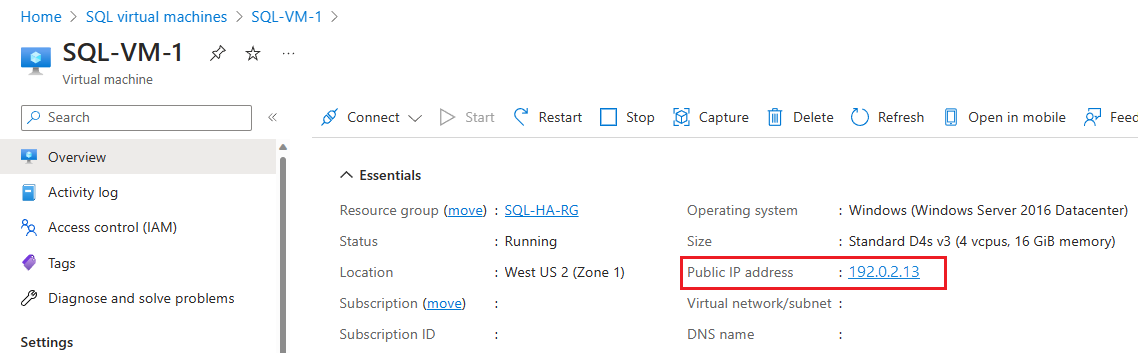 Home > SQL virtual machines > SQL-VM-1 >
SQL-VM-1
Virtual machine
Search
Connect Start Restart Stop Capture Delete Refresh Open in mobile Feed
Overview
Activity log
Access control (IAM)
Tags
Diagnose and solve problems
Settings
Essentials
Resource group (move) : SQL-HA-RG
Status : Running
Location : West US 2 (Zone 1)
Subscription (move) :
Subscription ID :
Operating system : Windows (Windows Server 2016 Datacenter)
Size : Standard D4s v3 (4 vcpus, 16 GiB memory)
Public IP address : 192.0.2.13
Virtual network/subnet :
DNS name :